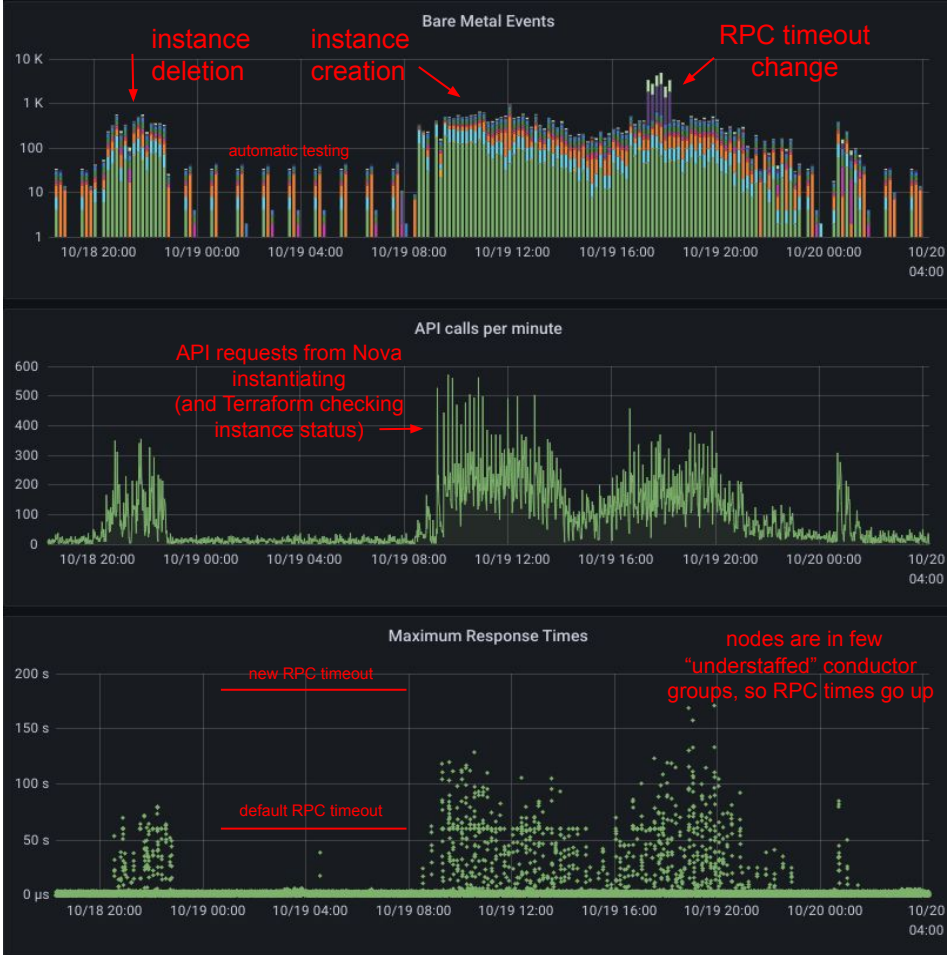 Bare Metal Events
instance
deletion
instance
creation
RPC timeout
change
automatic testing
10 K
1 K
100
10
1
10/18 20:00 10/19 00:00 10/19 04:00 10/19 08:00 10/19 12:00 10/19 16:00 10/19 20:00 10/20 00:00 10/20
04:00
API calls per minute
API requests from Nova
instantiating
(and Terraform checking
instance status)
600
500
400
300
200
100
0
10/18 20:00 10/19 00:00 10/19 04:00 10/19 08:00 10/19 12:00 10/19 16:00 10/19 20:00 10/20 00:00 10/20
04:00
Maximum Response Times
nodes are in few
“understaffed” conductor
groups, so RPC times go up
new RPC timeout
default RPC timeout
200 s
150 s
100 s
50 s
0 µs
10/18 20:00 10/19 00:00 10/19 04:00 10/19 08:00 10/19 12:00 10/19 16:00 10/19 20:00 10/20 00:00 10/20
04:00